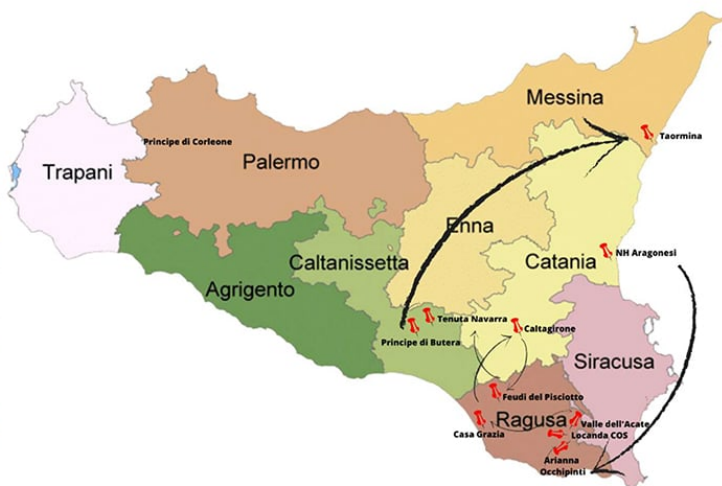 Messina
Taormina
Principe di Corleone
Palermo
Trapani
Enna
NH Aragonesi
Caltanissetta
Catania
Agrigento
Tenuta Navarra
Caltagirone
Principe di Butera
Siracusa
Feudi del Pisciotto
Ragusa
Valle dell'Acate
Casa Grazia
Locanda COS
Arianna
Occhipinti